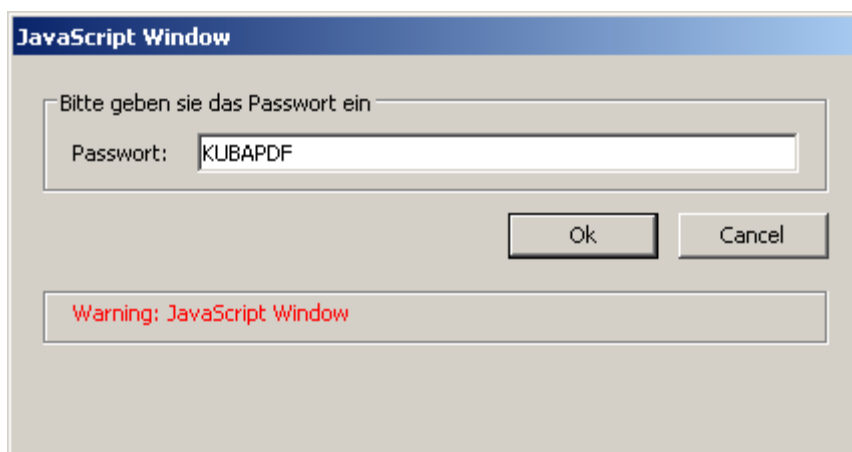 JavaScript Window
Bitte geben sie das Passwort ein
Passwort: KUBAPDF
Ok Cancel
Warning: JavaScript Window